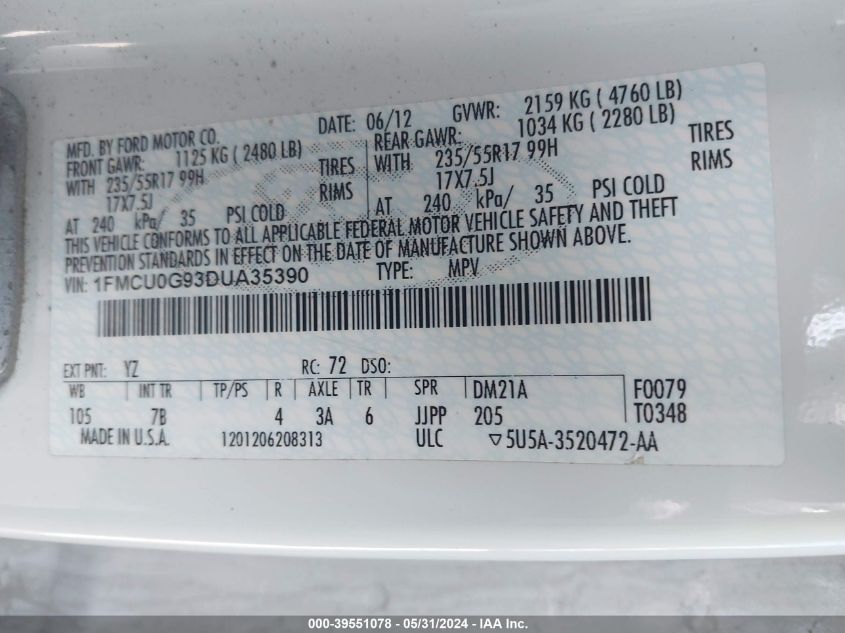 MFD. BY FORD MOTOR CO.
DATE: 06/12 GVWR: 2159 KG ( 4760 LB)
FRONT GAWR: 1125 KG ( 2480 LB) REAR GAWR: 1034 KG ( 2280 LB)
WITH 235/55R17 99H TIRES WITH 235/55R17 99H TIRES
17X7.5J RIMS 17X7.5J RIMS
AT 240 kPa/ 35 PSI COLD AT 240 kPa/ 35 PSI COLD
THIS VEHICLE CONFORMS TO ALL APPLICABLE FEDERAL MOTOR VEHICLE SAFETY AND THEFT
PREVENTION STANDARDS IN EFFECT ON THE DATE OF MANUFACTURE SHOWN ABOVE.
VIN: 1FMCU0G93DUA35390 TYPE: MPV
EXT PNT: YZ RC: 72 DSO:
WB INT TR TP/PS R AXLE TR SPR DM21A F0079
105 7B 4 3A 6 JJPP 205 T0348
MADE IN U.S.A. 1201206208313 ULC ▽5U5A-3520472-AA
000-39551078 - 05/31/2024 - IAA Inc.